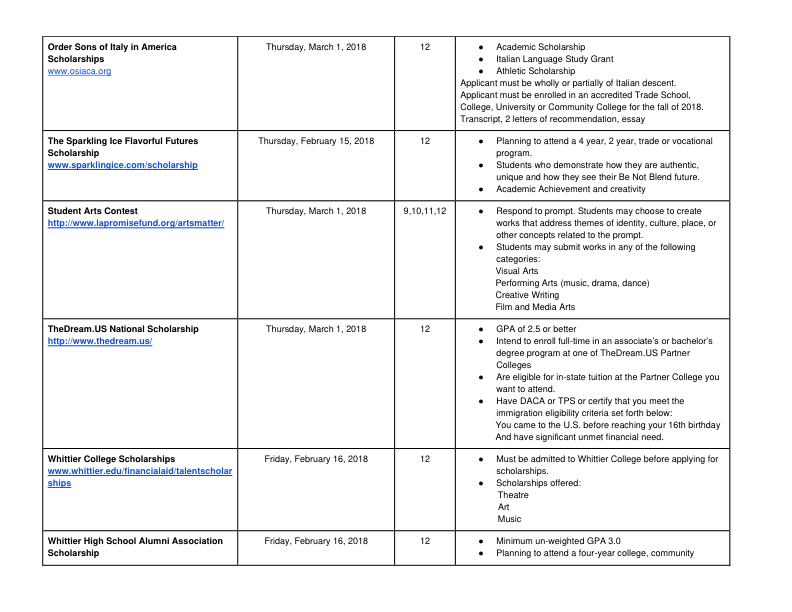 Order Sons of Italy in America
Scholarships
www.osiaca.org
Thursday, March 1, 2018
12
● Academic Scholarship
● Italian Language Study Grant
● Athletic Scholarship
Applicant must be wholly or partially of Italian descent.
Applicant must be enrolled in an accredited Trade School,
College, University or Community College for the fall of 2018.
Transcript, 2 letters of recommendation, essay
The Sparkling Ice Flavorful Futures
Scholarship
www.sparklingice.com/scholarship
Thursday, February 15, 2018
12
● Planning to attend a 4 year, 2 year, trade or vocational
program.
● Students who demonstrate how they are authentic,
unique and how they see their Be Not Blend future.
● Academic Achievement and creativity
Student Arts Contest
http://www.lapromisefund.org/artsmatter/
Thursday, March 1, 2018
9,10,11,12
● Respond to prompt. Students may choose to create
works that address themes of identity, culture, place, or
other concepts related to the prompt.
● Students may submit works in any of the following
categories:
Visual Arts
Performing Arts (music, drama, dance)
Creative Writing
Film and Media Arts
TheDream.US National Scholarship
http://www.thedream.us/
Thursday, March 1, 2018
12
● GPA of 2.5 or better
● Intend to enroll full-time in an associate's or bachelor's
degree program at one of TheDream.US Partner
Colleges
● Are eligible for in-state tuition at the Partner College you
want to attend.
● Have DACA or TPS or certify that you meet the
immigration eligibility criteria set forth below:
You came to the U.S. before reaching your 16th birthday
And have significant unmet financial need.
Whittier College Scholarships
www.whittier.edu/financialaid/talentscholar
ships
Friday, February 16, 2018
12
● Must be admitted to Whittier College before applying for
scholarships.
● Scholarships offered:
Theatre
Art
Music
Whittier High School Alumni Association
Scholarship
Friday, February 16, 2018
12
● Minimum un-weighted GPA 3.0
● Planning to attend a four-year college, community